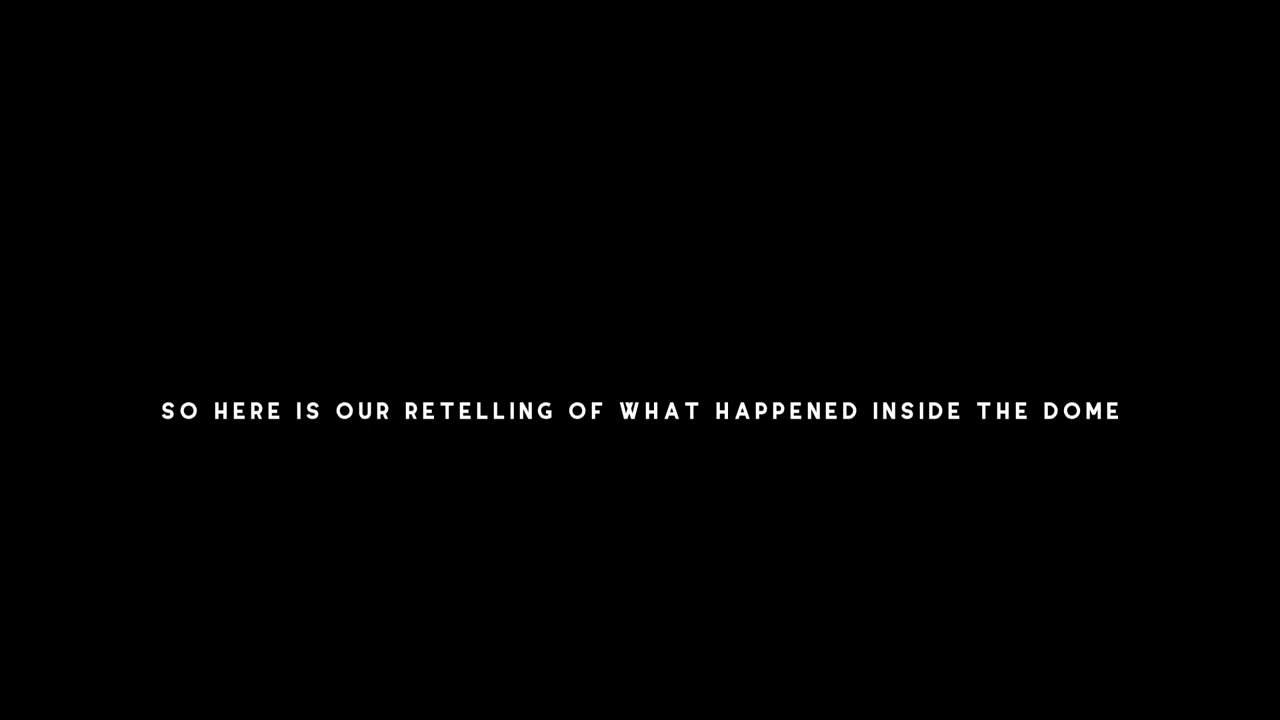 SO HERE IS OUR RETELLING OF WHAT HAPPENED INSIDE THE DOME